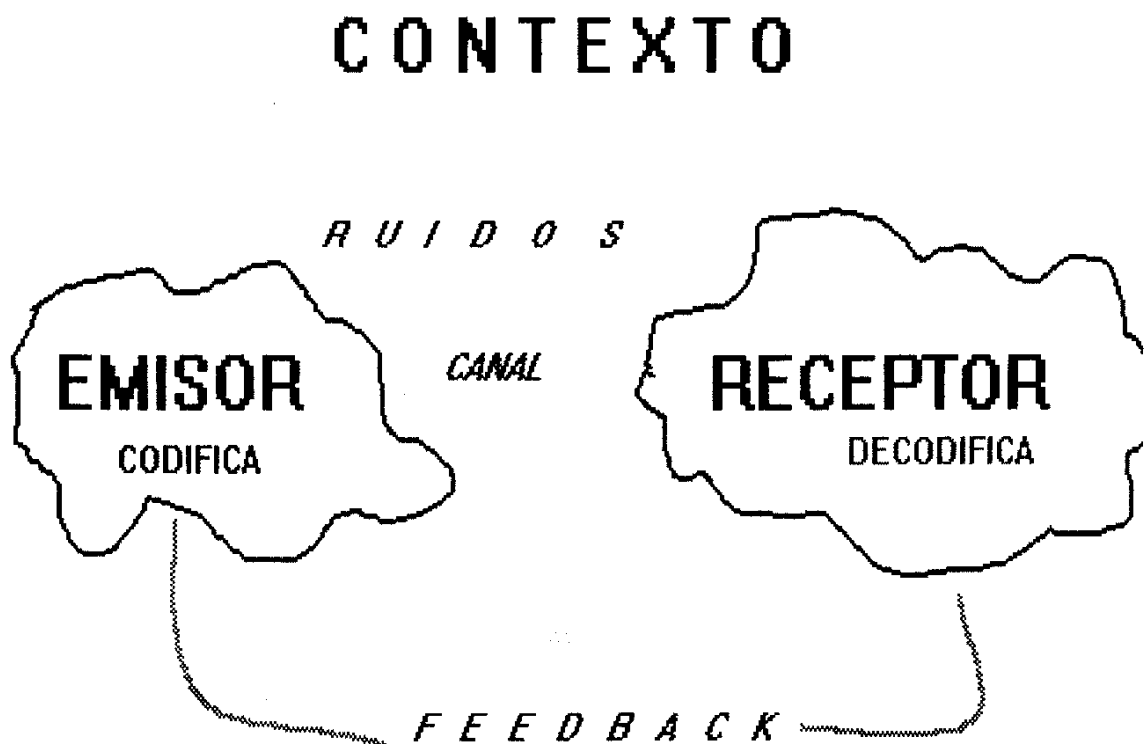 CONTEXTO
RUIDOS
EMISOR
CANAL
RECEPTOR
CODIFICA
DECODIFICA
FEEDBACK